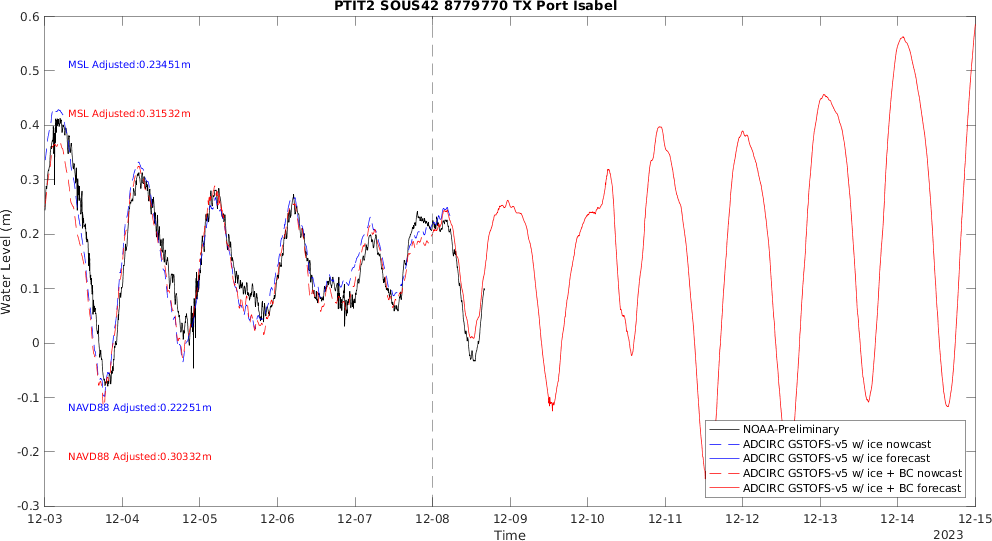 PTIT2 SOUS42 8779770 TX Port Isabel
0.6
0.5
0.4
0.3
0.2
0.1
0
-0.1
-0.2
-0.3
Water Level (m)
MSL Adjusted:0.23451m
MSL Adjusted:0.31532m
NAVD88 Adjusted:0.22251m
NAVD88 Adjusted:0.30332m
NOAA-Preliminary
ADCIRC GSTOFS-v5 w/ ice nowcast
ADCIRC GSTOFS-v5 w/ ice forecast
ADCIRC GSTOFS-v5 w/ ice + BC nowcast
ADCIRC GSTOFS-v5 w/ ice + BC forecast
12-03 12-04 12-05 12-06 12-07 12-08 12-09 12-10 12-11 12-12 12-13 12-14 12-15
Time
2023